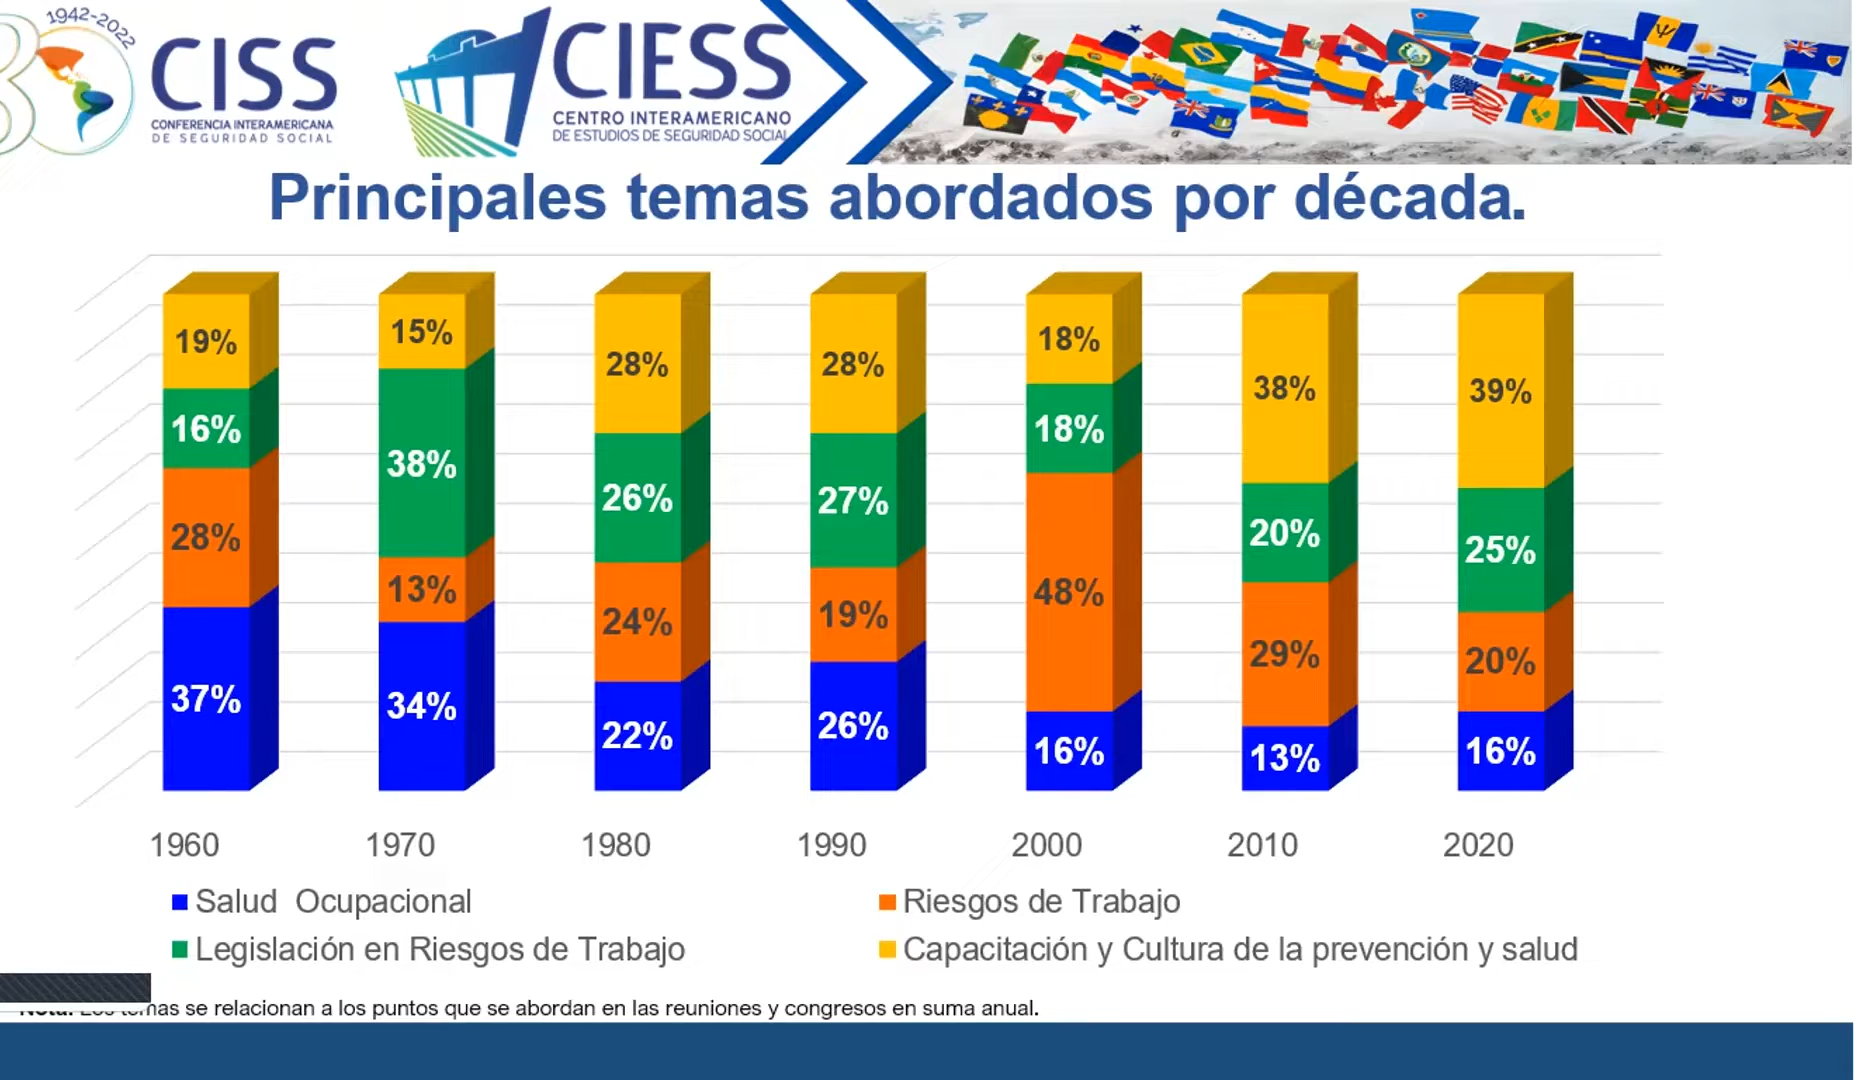 1942-2022
CISS
CONFERENCIA INTERAMERICANA
DE SEGURIDAD SOCIAL
CIESS
CENTRO INTERAMERICANO
DE ESTUDIOS DE SEGURIDAD SOCIAL
Principales temas abordados por década.
19% 15% 28% 28% 18% 38% 39%
16% 38% 26% 27% 18% 20% 25%
28% 13% 24% 19% 48% 29% 20%
37% 34% 22% 26% 16% 13% 16%
1960 1970 1980 1990 2000 2010 2020
Salud Ocupacional Riesgos de Trabajo
Legislación en Riesgos de Trabajo Capacitación y Cultura de la prevención y salud
Nota: Los temas se relacionan a los puntos que se abordan en las reuniones y congresos en suma anual.